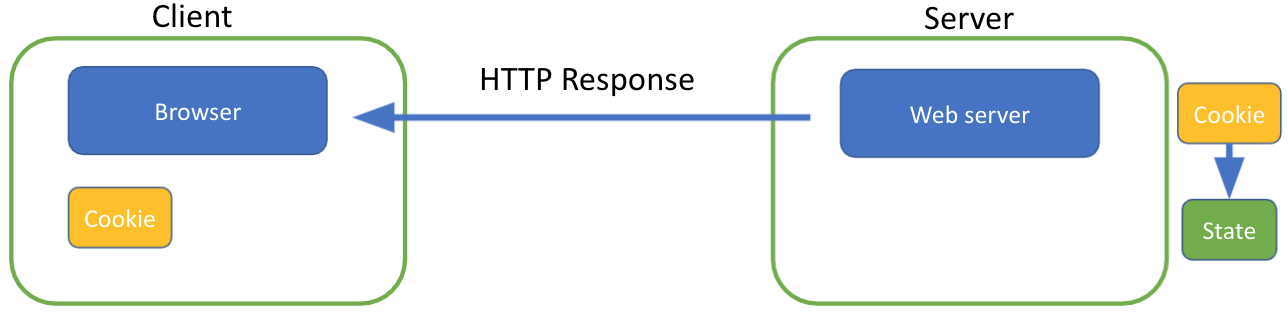 Client
Server
HTTP Response
Browser
Web server
Cookie
Cookie
State